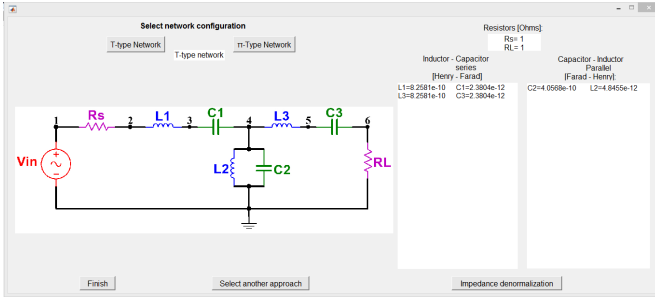 Select network configuration
T-type Network
π-Type Network
T-type network
Resistors [Ohms]:
Rs= 1
RL= 1
Inductor - Capacitor
series
[Henry - Farad]
Capacitor - Inductor
Parallel
[Farad - Henry]:
L1=8.2581e-10 C1=2.3804e-12
L3=8.2581e-10 C3=2.3804e-12
C2=4.0568e-10 L2=4.8455e-12
1 Rs 2 L1 3 C1 4 L3 5 C3 6
Vin
L2
C2
RL
Finish
Select another approach
Impedance denormalization